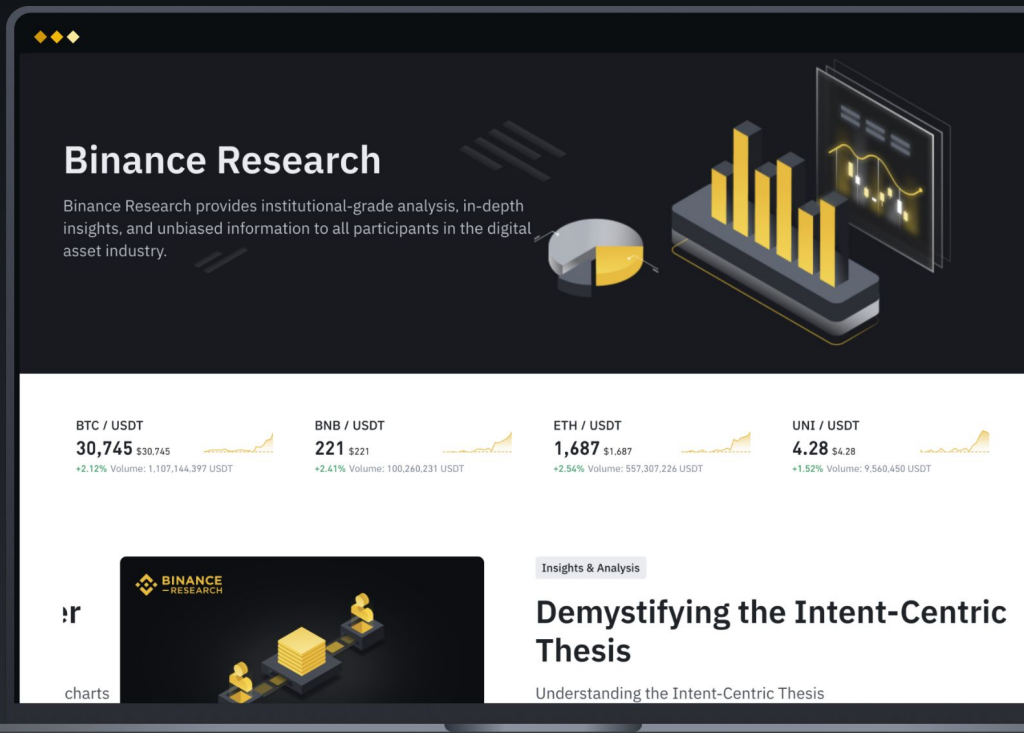 Binance Research
Binance Research provides institutional-grade analysis, in-depth
insights, and unbiased information to all participants in the digital
asset industry.
BTC / USDT
30,745 $30,745
+2.12% Volume: 1,107,144,397 USDT
BNB / USDT
221 $221
+2.41% Volume: 100,260,231 USDT
ETH / USDT
1,687 $1,687
+2.54% Volume: 557,307,226 USDT
UNI / USDT
4.28 $4.28
+1.52% Volume: 9,560,450 USDT
charts
BINANCE
RESEARCH
Insights & Analysis
Demystifying the Intent-Centric
Thesis
Understanding the Intent-Centric Thesis